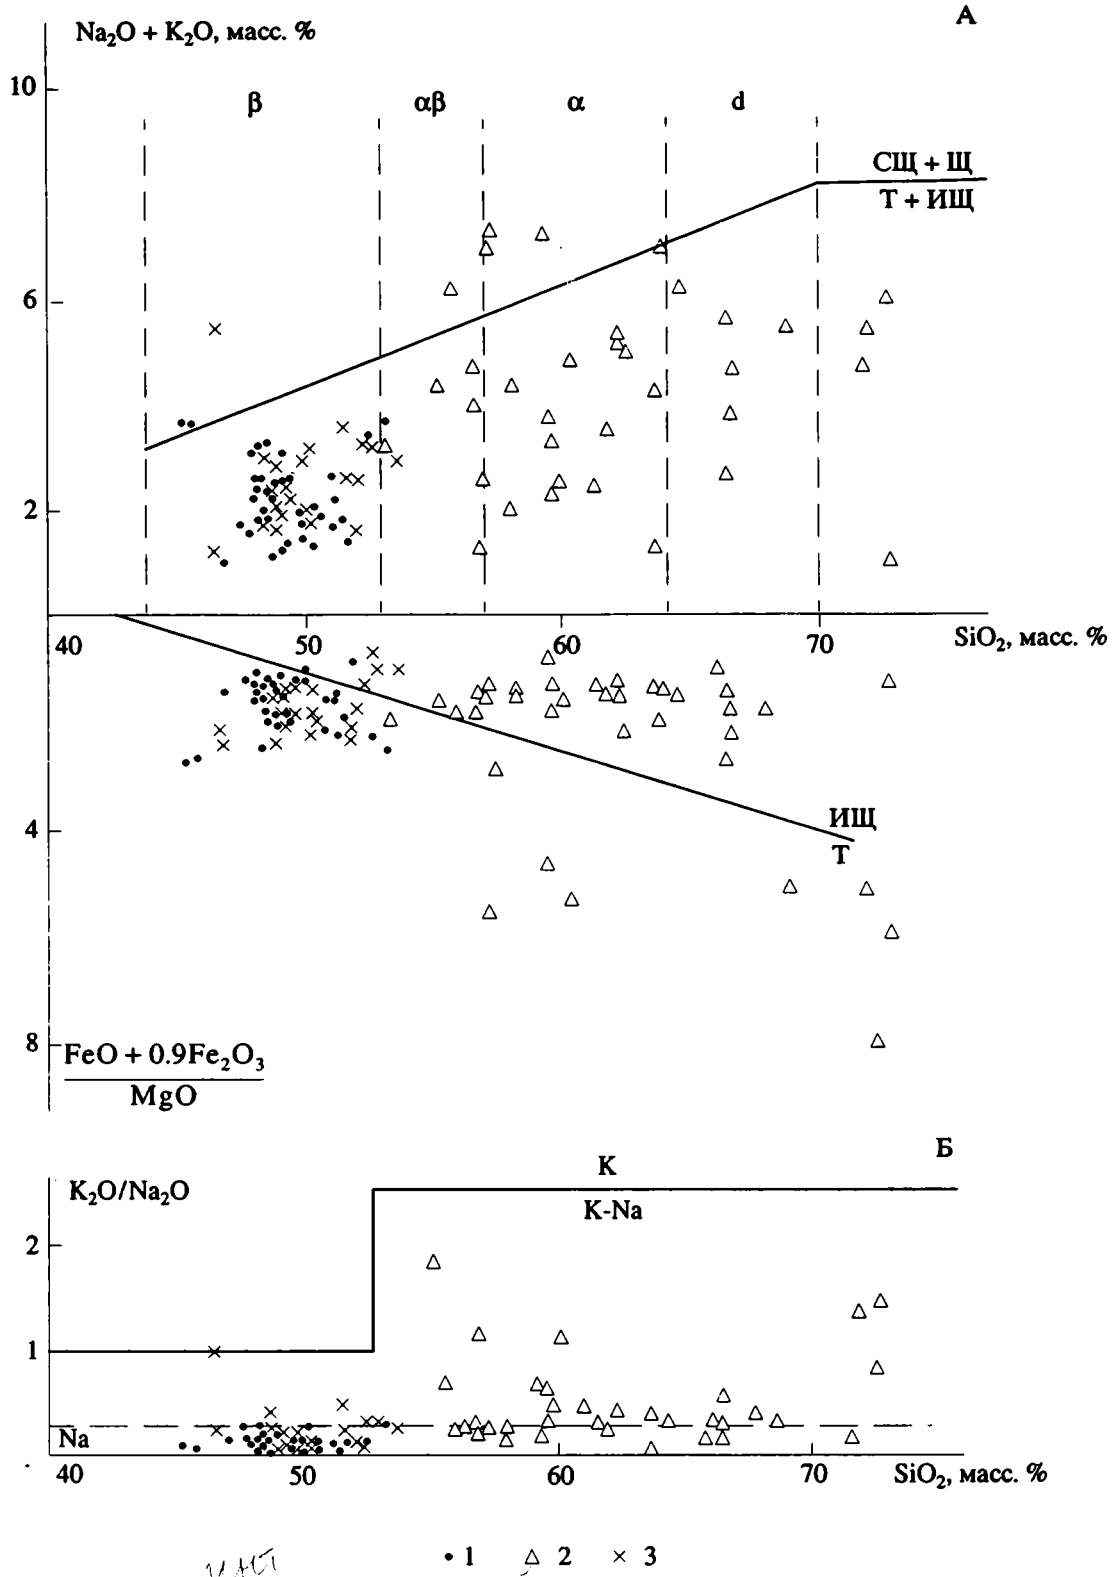 А
Na₂O + K₂O, масс. %
10
β αβ α d
СЩ + Щ
Т + ИЩ
6
2
40 50 60 70 SiO₂, масс. %
4
ИЩ
Т
8
FeO + 0.9Fe₂O₃
MgO
Б
K₂O/Na₂O
K
K-Na
2
1
Na
40 50 60 70 SiO₂, масс. %
1 2 3